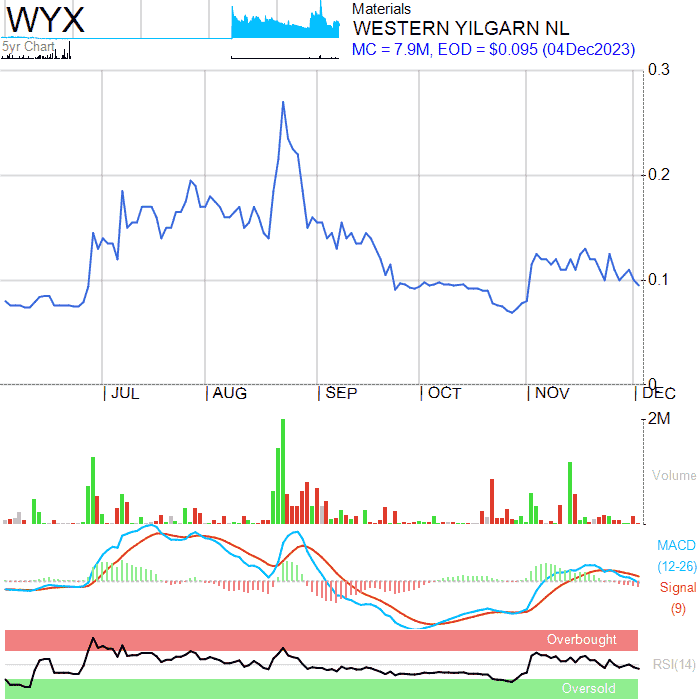 WYX
5yr Chart
Materials
WESTERN YILGARN NL
MC = 7.9M, EOD = $0.095 (04Dec2023)
0.3
0.2
0.1
0
JUL AUG SEP OCT NOV DEC
2M
Volume
MACD
(12-26)
Signal
(9)
Overbought
RSI(14)
Oversold